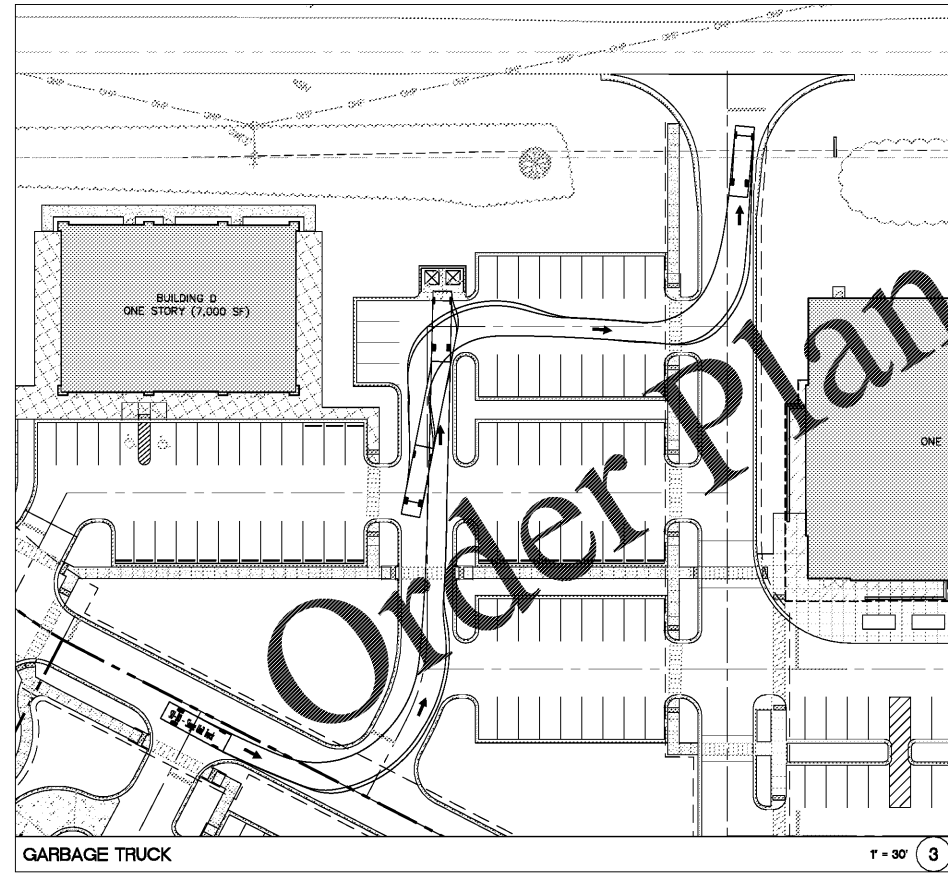 BUILDING D
ONE STORY (7,000 SF)
ONE
Order Plan
GARBAGE TRUCK
1" = 30'
3